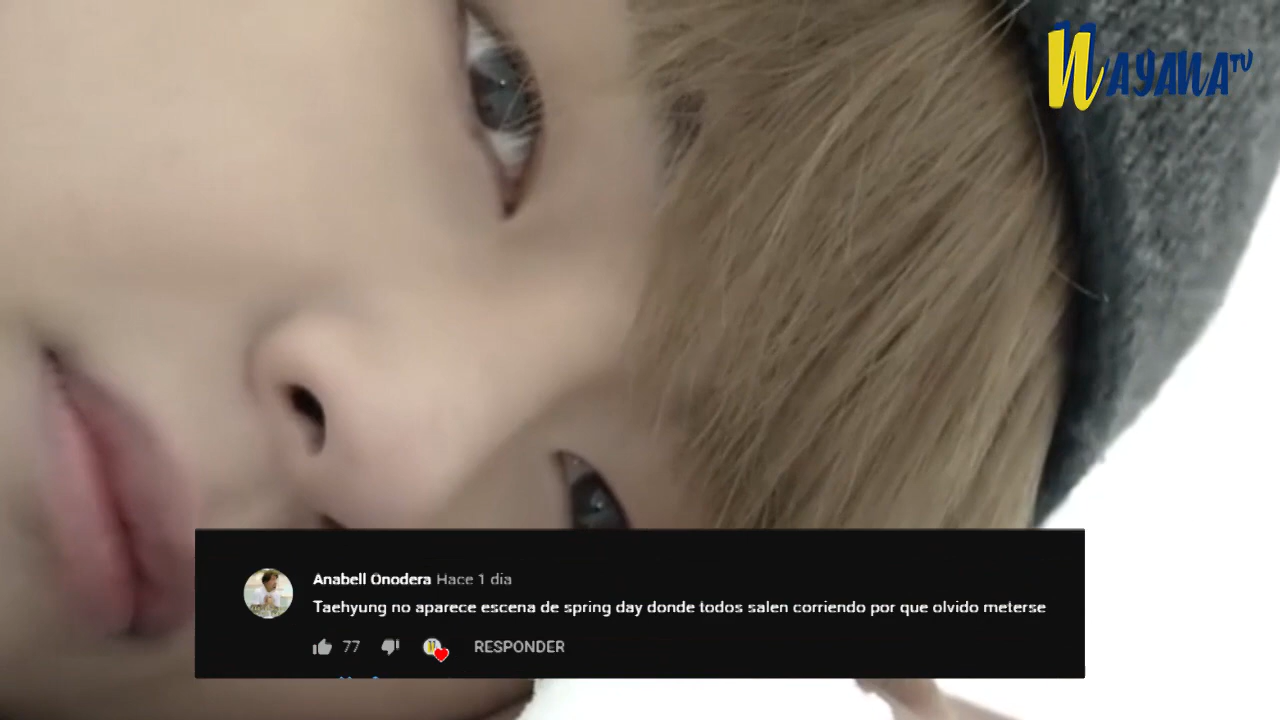 NAYANA TV
Anabell Onodera Hace 1 día
Taehyung no aparece escena de spring day donde todos salen corriendo por que olvido meterse
77 RESPONDER